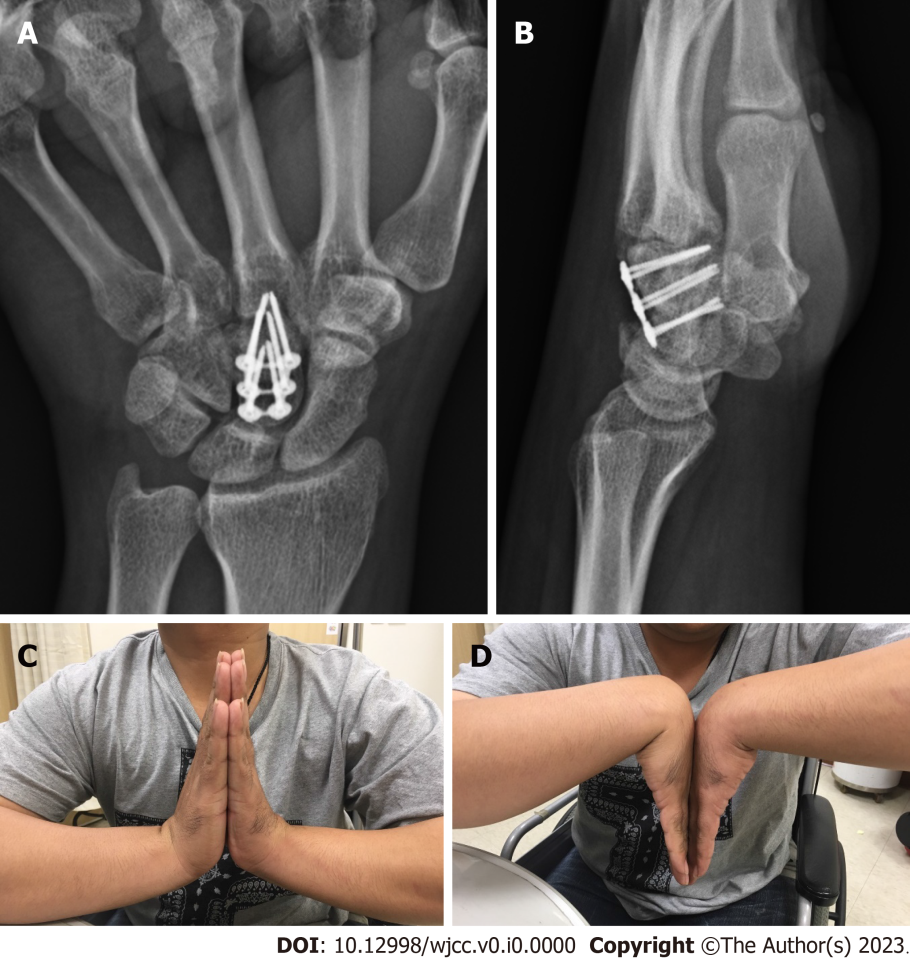 A
B
C
D
DOI: 10.12998/wjcc.v0.i0.0000 Copyright ©The Author(s) 2023.